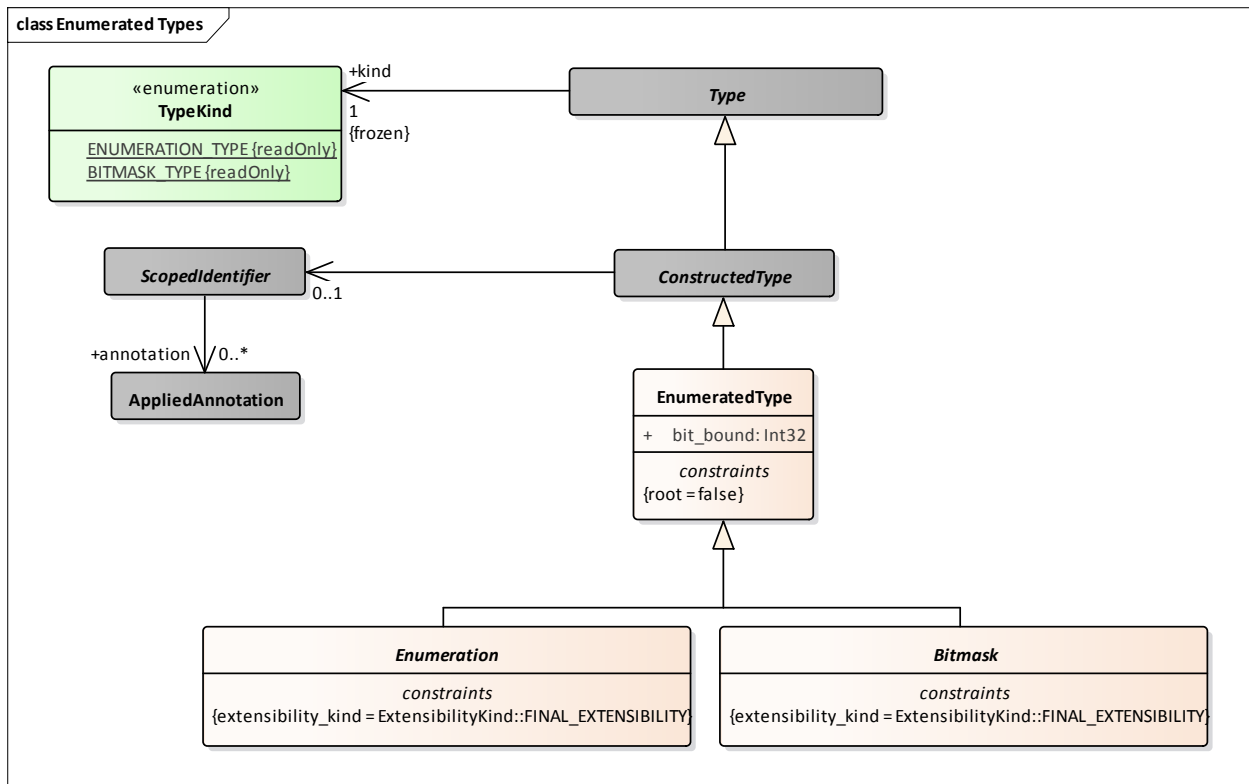 class Enumerated Types
«enumeration»
TypeKind
ENUMERATION_TYPE {readOnly}
BITMASK_TYPE {readOnly}
+kind
1
{frozen}
Type
ScopedIdentifier
0..1
ConstructedType
+annotation
0..*
AppliedAnnotation
EnumeratedType
+ bit_bound: Int32
constraints
{root = false}
Enumeration
constraints
{extensibility_kind = ExtensibilityKind::FINAL_EXTENSIBILITY}
Bitmask
constraints
{extensibility_kind = ExtensibilityKind::FINAL_EXTENSIBILITY}